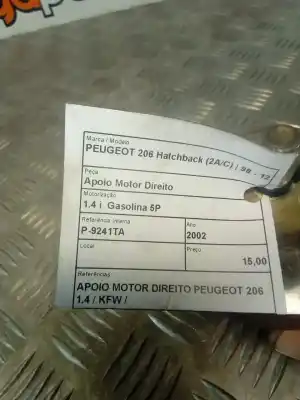 Marca / Modelo
PEUGEOT 206 Hatchback (2A/C) / 98 - 12
Peça
Apoio Motor Direito
Motorização
1.4 i Gasolina 5P
Referência Interna
P-9241TA
Ano
2002
Local
Preço
15,00
Referências
APOIO MOTOR DIREITO PEUGEOT 206
1.4 / KFW /